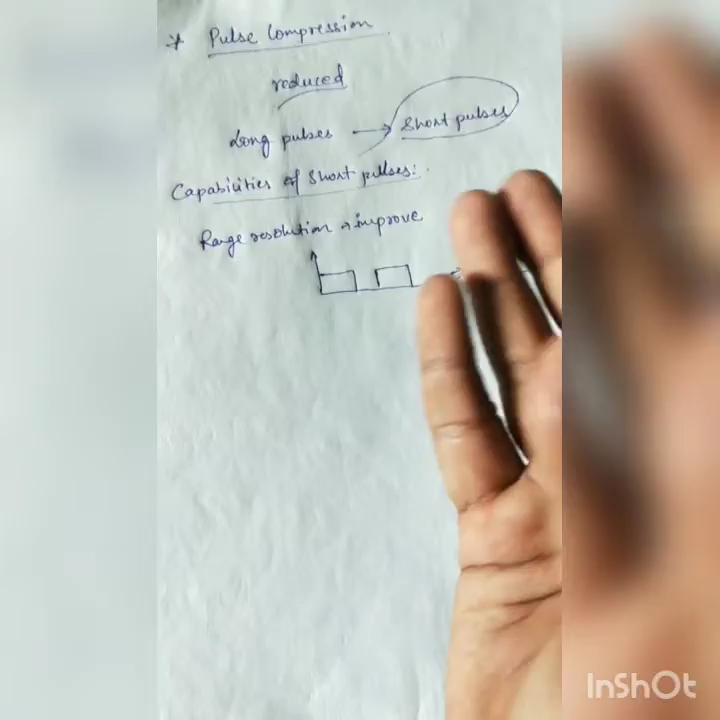 * Pulse Compression
reduced
Long pulses → Short pulses
Capabilities of Short pulses:
Range resolution → improve
InShOt